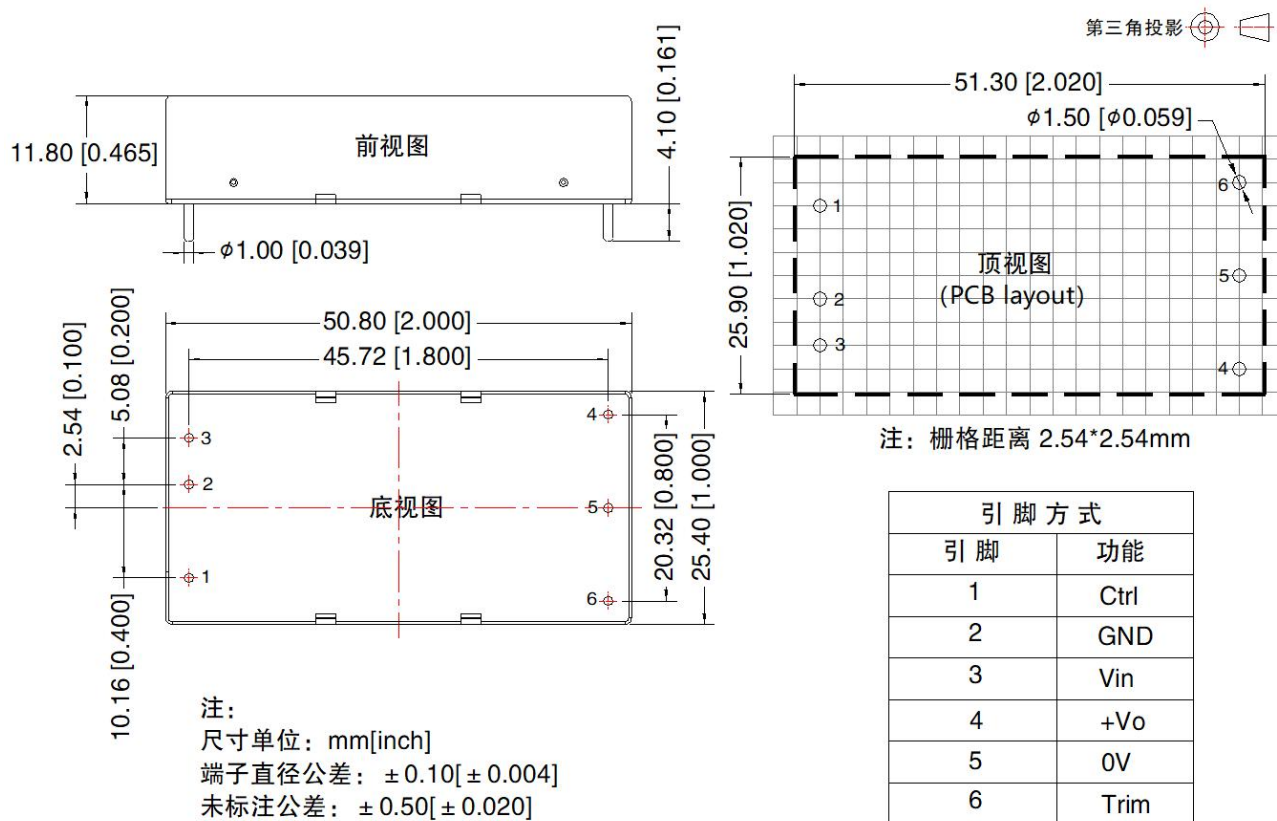 第三角投影
11.80 [0.465]
前视图
4.10 [0.161]
φ1.00 [0.039]
51.30 [2.020]
φ1.50 [φ0.059]
25.90 [1.020]
1
2
3
6
5
4
顶视图
(PCB layout)
注：栅格距离 2.54*2.54mm
50.80 [2.000]
45.72 [1.800]
2.54 [0.100]
5.08 [0.200]
10.16 [0.400]
3
2
1
4
5
6
底视图
20.32 [0.800]
25.40 [1.000]
注：
尺寸单位：mm[inch]
端子直径公差：±0.10[±0.004]
未标注公差：±0.50[±0.020]
引 脚 方 式
引 脚 功能
1 Ctrl
2 GND
3 Vin
4 +Vo
5 0V
6 Trim